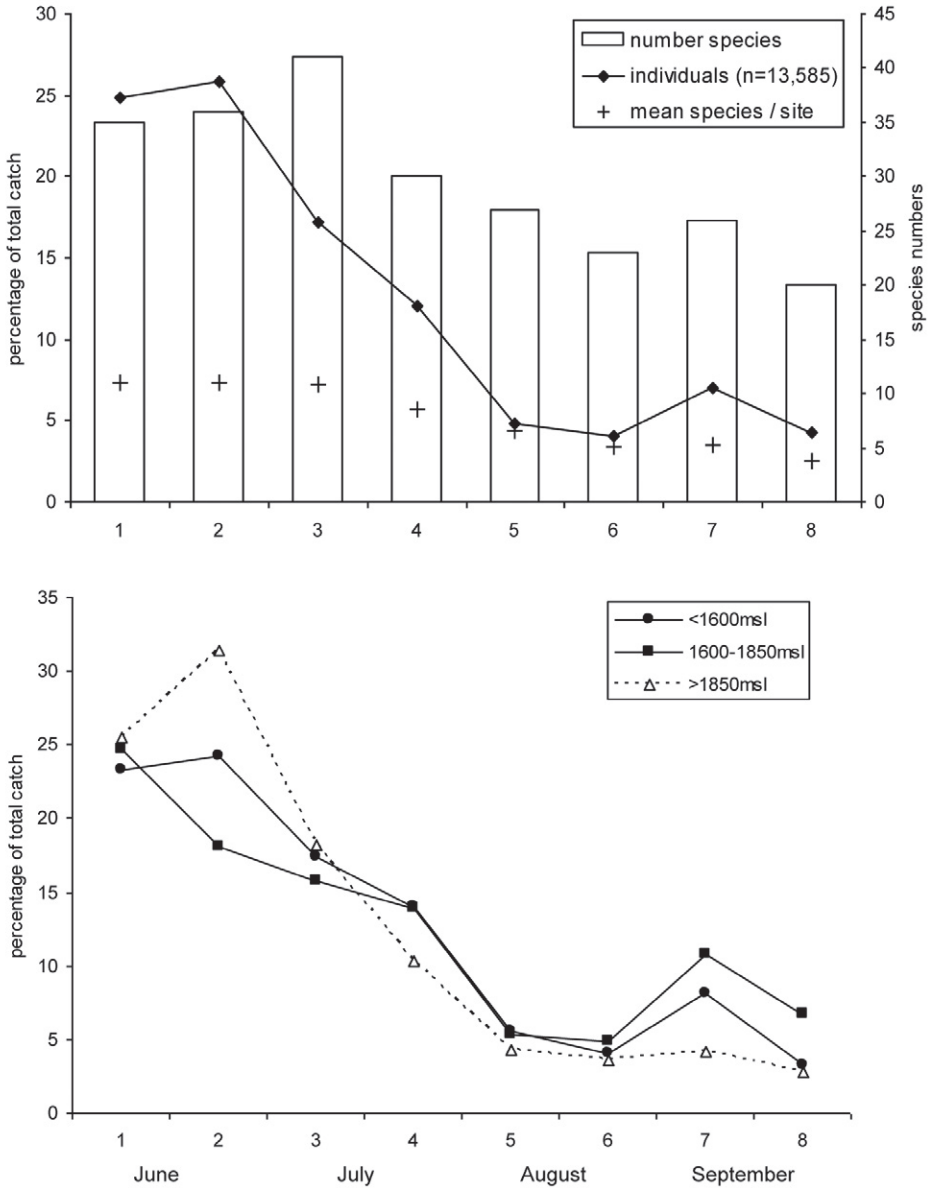 30 45
number species
individuals (n=13,585)
mean species / site
25 40
35
20 30
25
15
20
10 15
10
5
5
0 0
percentage of total catch
species numbers
1 2 3 4 5 6 7 8
35
<1600msl
1600-1850msl
>1850msl
30
25
20
15
10
5
0
percentage of total catch
1 2 3 4 5 6 7 8
June July August September